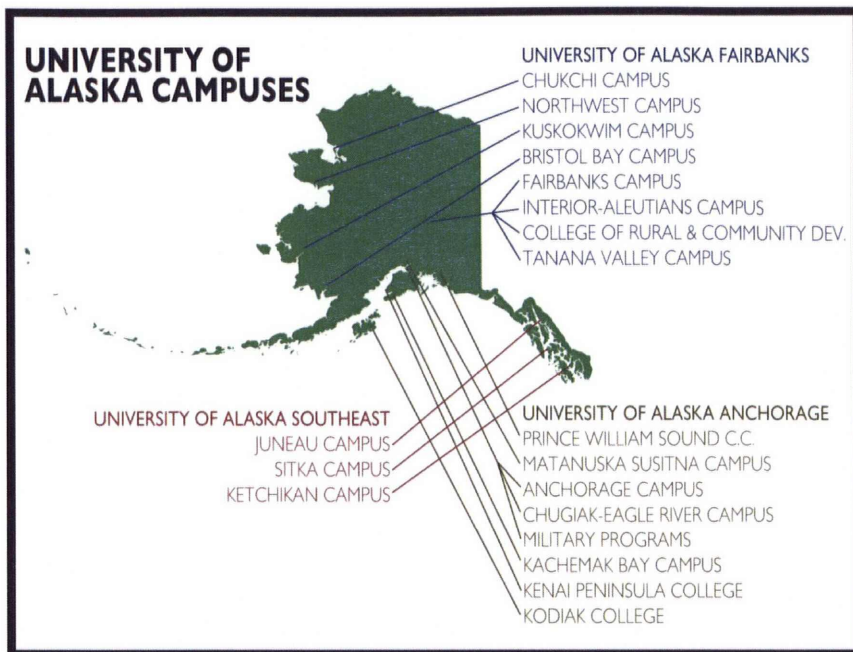 UNIVERSITY OF
ALASKA CAMPUSES
UNIVERSITY OF ALASKA FAIRBANKS
CHUKCHI CAMPUS
NORTHWEST CAMPUS
KUSKOKWIM CAMPUS
BRISTOL BAY CAMPUS
FAIRBANKS CAMPUS
INTERIOR-ALEUTIANS CAMPUS
COLLEGE OF RURAL & COMMUNITY DEV.
TANANA VALLEY CAMPUS
UNIVERSITY OF ALASKA SOUTHEAST
JUNEAU CAMPUS
SITKA CAMPUS
KETCHIKAN CAMPUS
UNIVERSITY OF ALASKA ANCHORAGE
PRINCE WILLIAM SOUND C.C.
MATANUSKA SUSITNA CAMPUS
ANCHORAGE CAMPUS
CHUGIAK-EAGLE RIVER CAMPUS
MILITARY PROGRAMS
KACHEMAK BAY CAMPUS
KENAI PENINSULA COLLEGE
KODIAK COLLEGE